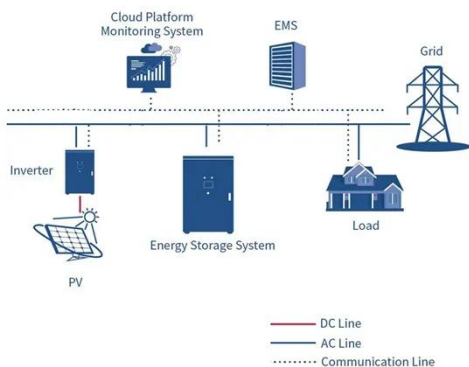 Cloud Platform
Monitoring System
EMS
Grid
Inverter
Energy Storage System
Load
PV
DC Line
AC Line
Communication Line